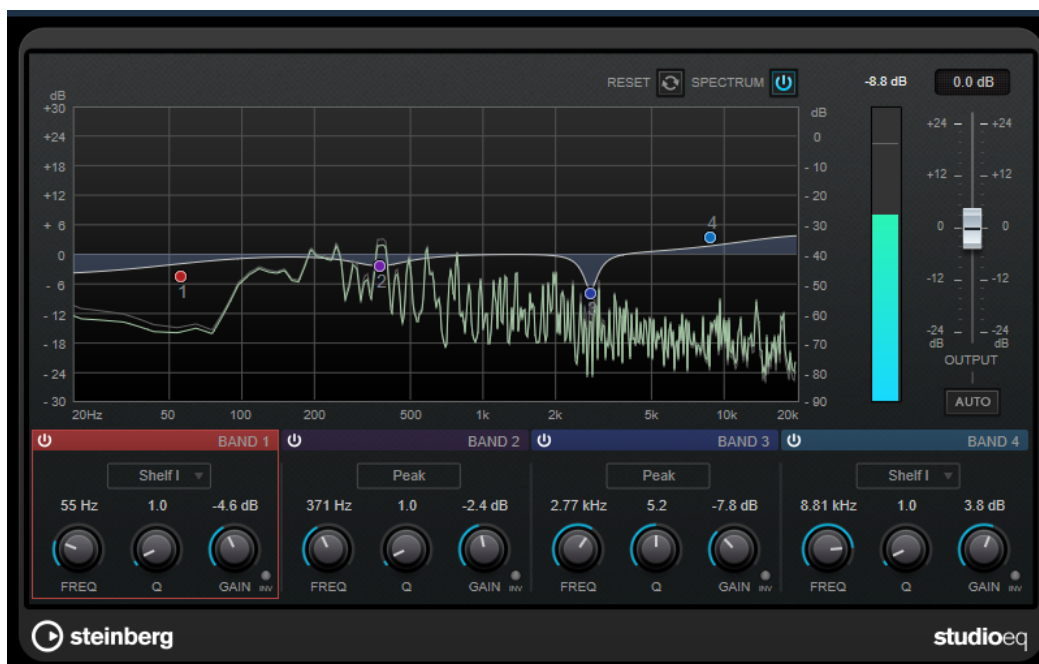 RESET SPECTRUM -8.8 dB 0.0 dB
dB dB
+30
+24 0 +24 +24
+18 - 10
+12 - 20 +12 +12
+ 6 4 - 30
0 2 - 40 0 0
- 6 1 3 - 50
- 12 - 60 -12 -12
- 18 - 70
- 24 - 80 -24 -24
dB dB
- 30 - 90
OUTPUT
AUTO
20Hz 50 100 200 500 1k 2k 5k 10k 20k
BAND 1 BAND 2 BAND 3 BAND 4
Shelf I Peak Peak Shelf I
55 Hz 1.0 -4.6 dB 371 Hz 1.0 -2.4 dB 2.77 kHz 5.2 -7.8 dB 8.81 kHz 1.0 3.8 dB
FREQ Q GAIN INV FREQ Q GAIN INV FREQ Q GAIN INV FREQ Q GAIN INV
steinberg studioeq